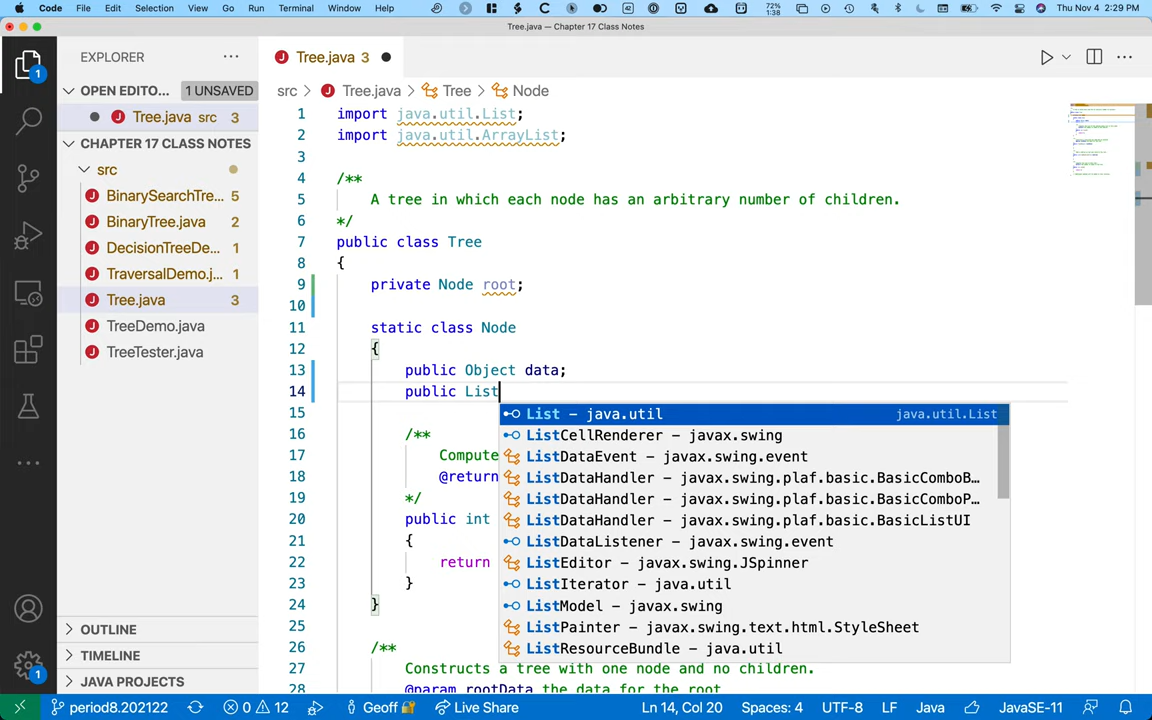 Code File Edit Selection View Go Run Terminal Window Help 72% 1:38 Thu Nov 4 2:29 PM
Tree.java — Chapter 17 Class Notes
EXPLORER
OPEN EDITO... 1 UNSAVED
Tree.java src 3
CHAPTER 17 CLASS NOTES
src
BinarySearchTre... 5
BinaryTree.java 2
DecisionTreeDe... 1
TraversalDemo.j... 1
Tree.java 3
TreeDemo.java
TreeTester.java
OUTLINE
TIMELINE
JAVA PROJECTS
1
1
Tree.java 3
src > Tree.java > Tree > Node
1 import java.util.List;
2 import java.util.ArrayList;
3
4 /**
5 A tree in which each node has an arbitrary number of children.
6 */
7 public class Tree
8 {
9 private Node root;
10
11 static class Node
12 {
13 public Object data;
14 public List
15
16 /**
17 Compute
18 @return
19 */
20 public int
21 {
22 return
23 }
24 }
25
26 /**
27 Constructs a tree with one node and no children.
28 @param rootData the data for the root
List – java.util java.util.List
ListCellRenderer – javax.swing
ListDataEvent – javax.swing.event
ListDataHandler – javax.swing.plaf.basic.BasicComboB...
ListDataHandler – javax.swing.plaf.basic.BasicComboP...
ListDataHandler – javax.swing.plaf.basic.BasicListUI
ListDataListener – javax.swing.event
ListEditor – javax.swing.JSpinner
ListIterator – java.util
ListModel – javax.swing
ListPainter – javax.swing.text.html.StyleSheet
ListResourceBundle – java.util
period8.202122 0 12 Geoff Live Share Ln 14, Col 20 Spaces: 4 UTF-8 LF Java JavaSE-11